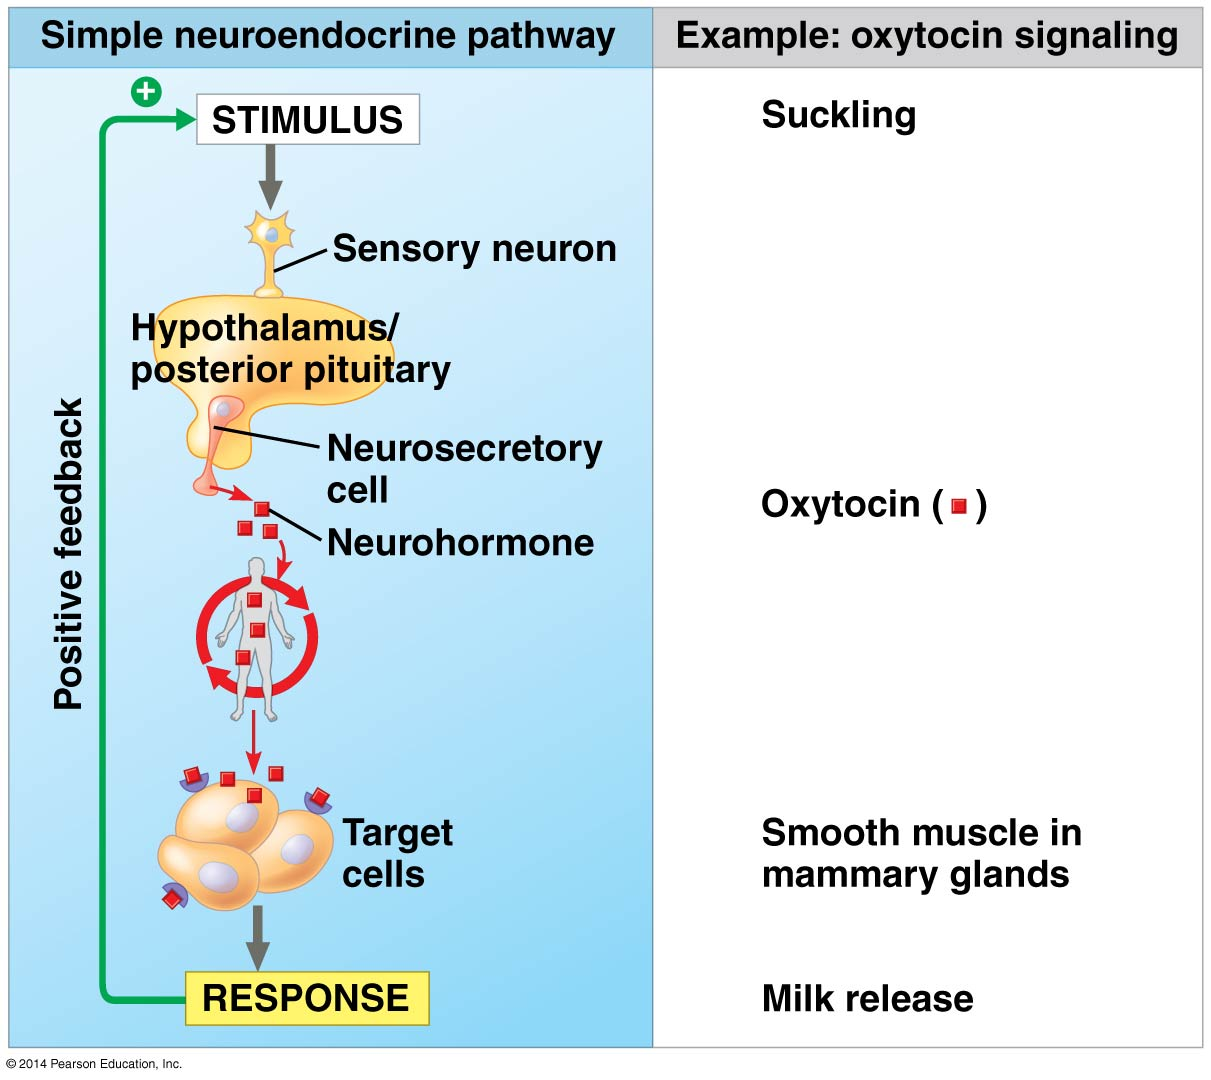 Simple neuroendocrine pathway
Example: oxytocin signaling
+
STIMULUS
Suckling
Sensory neuron
Hypothalamus/
posterior pituitary
Positive feedback
Neurosecretory
cell
Oxytocin ( )
Neurohormone
Target
cells
Smooth muscle in
mammary glands
RESPONSE
Milk release
© 2014 Pearson Education, Inc.